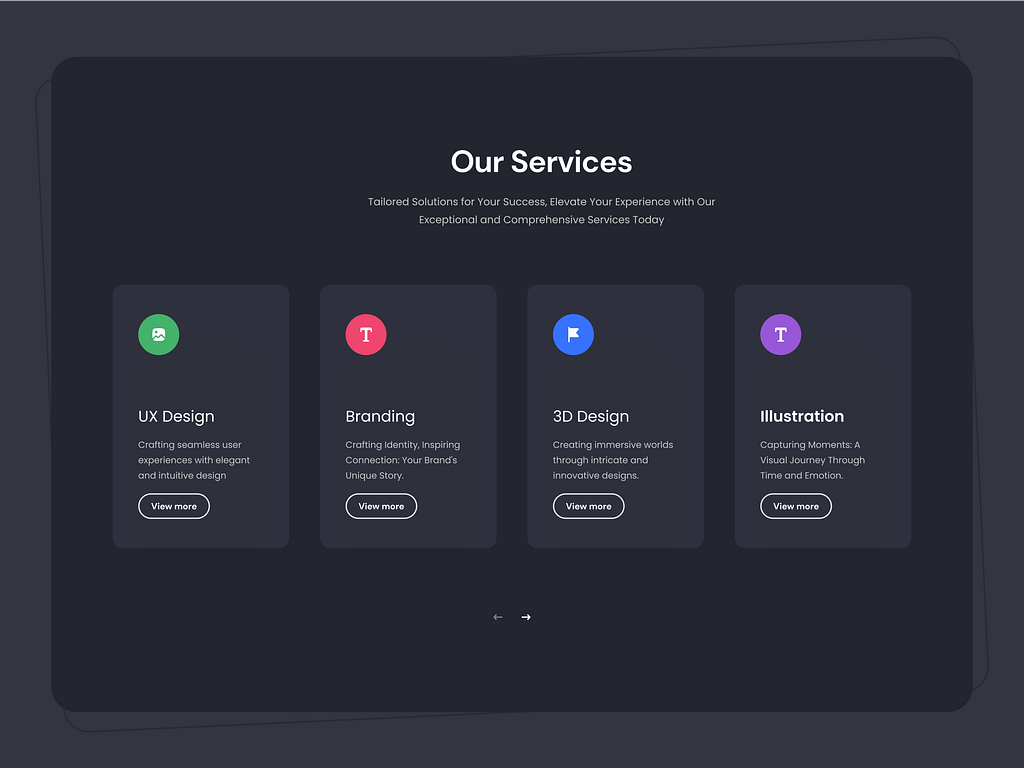 Our Services
Tailored Solutions for Your Success, Elevate Your Experience with Our
Exceptional and Comprehensive Services Today
UX Design
Crafting seamless user
experiences with elegant
and intuitive design
View more
Branding
Crafting Identity, Inspiring
Connection: Your Brand's
Unique Story.
View more
3D Design
Creating immersive worlds
through intricate and
innovative designs.
View more
Illustration
Capturing Moments: A
Visual Journey Through
Time and Emotion.
View more